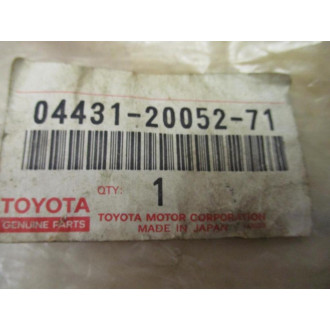 04431-20052-71
QTY: 1
TOYOTA
GENUINE PARTS
TOYOTA MOTOR CORPORATION
MADE IN JAPAN